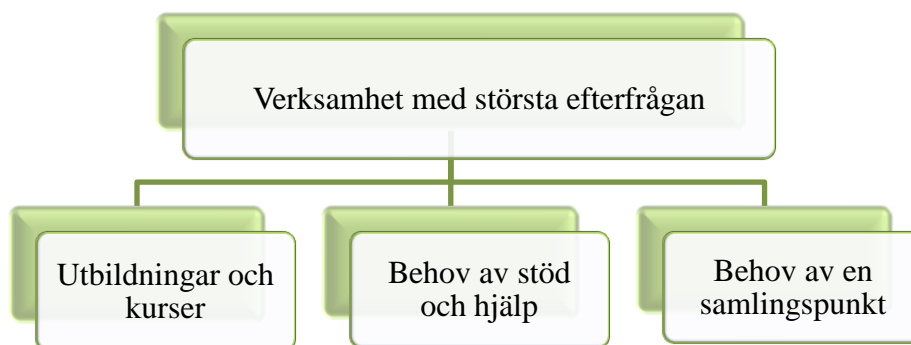 Verksamhet med största efterfrågan
Utbildningar och
kurser
Behov av stöd
och hjälp
Behov av en
samlingspunkt